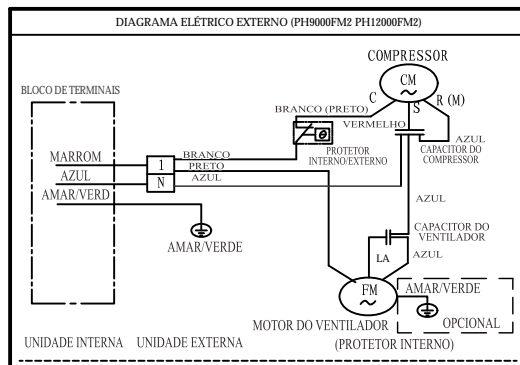 DIAGRAMA ELÉTRICO EXTERNO (PH9000FM2 PH12000FM2)
COMPRESSOR
CM
BLOCO DE TERMINAIS
C
S
R (M)
BRANCO (PRETO)
VERMELHO
AZUL
PROTETOR
INTERNO/EXTERNO
CAPACITOR DO
COMPRESSOR
MARROM
1
BRANCO
PRETO
AZUL
N
AZUL
AMAR/VERD
AZUL
AMAR/VERDE
CAPACITOR DO
VENTILADOR
LA
AZUL
FM
AMAR/VERDE
OPCIONAL
MOTOR DO VENTILADOR
UNIDADE INTERNA
UNIDADE EXTERNA
(PROTETOR INTERNO)